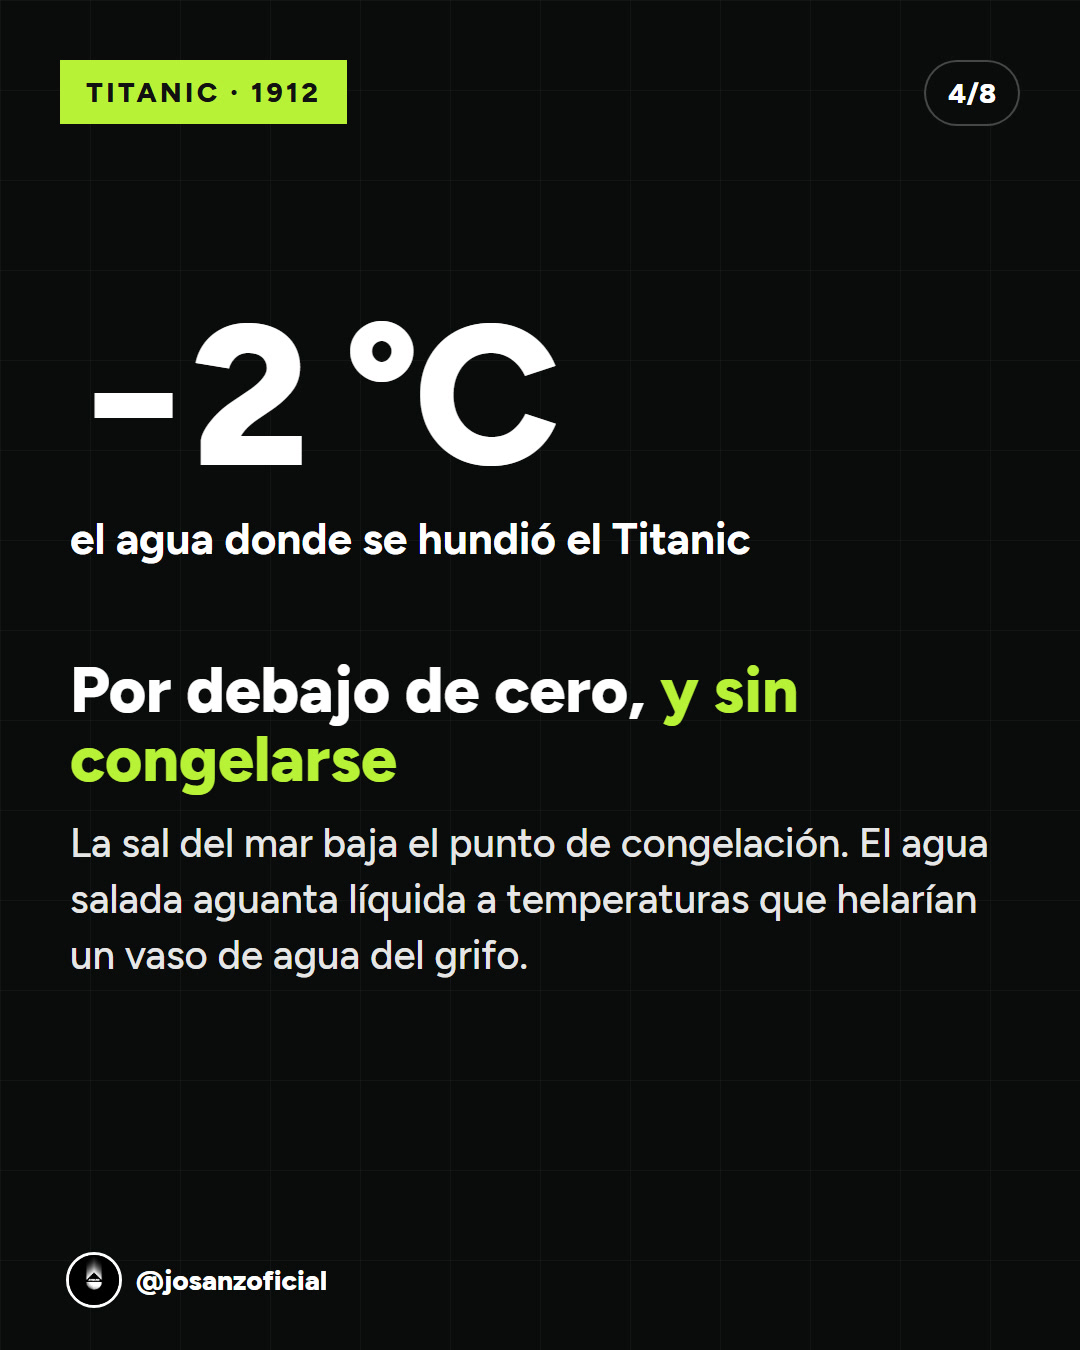 TITANIC · 1912
4/8
−2 °C
el agua donde se hundió el Titanic
Por debajo de cero, y sin
congelarse
La sal del mar baja el punto de congelación. El agua
salada aguanta líquida a temperaturas que helarían
un vaso de agua del grifo.
@josanzoficial